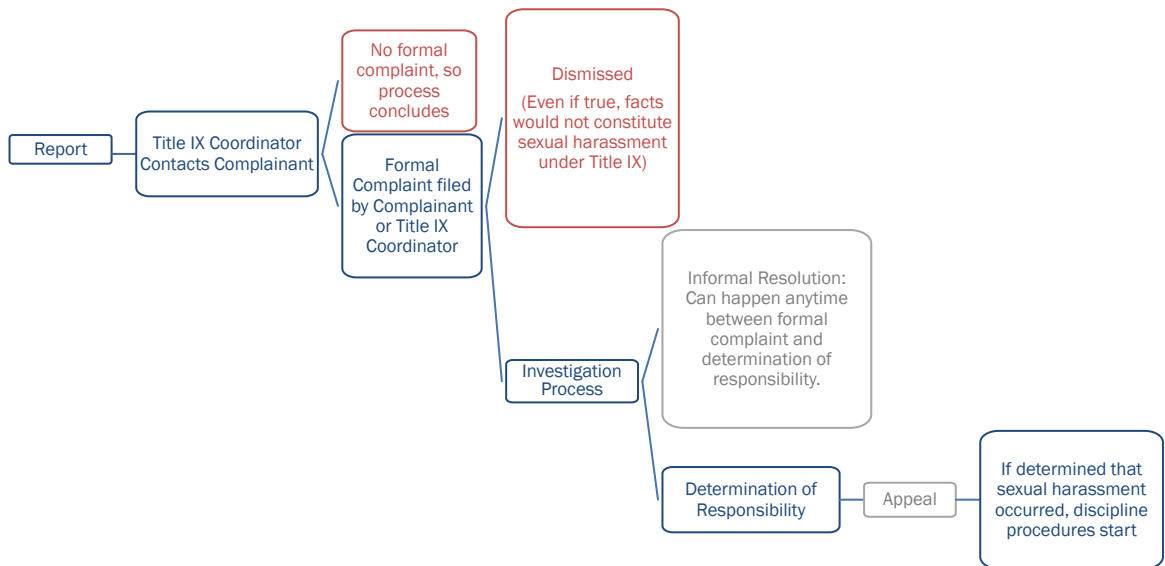 Report
Title IX Coordinator
Contacts Complainant
No formal
complaint, so
process
concludes
Formal
Complaint filed
by Complainant
or Title IX
Coordinator
Dismissed
(Even if true, facts
would not constitute
sexual harassment
under Title IX)
Investigation
Process
Informal Resolution:
Can happen anytime
between formal
complaint and
determination of
responsibility.
Determination of
Responsibility
Appeal
If determined that
sexual harassment
occurred, discipline
procedures start